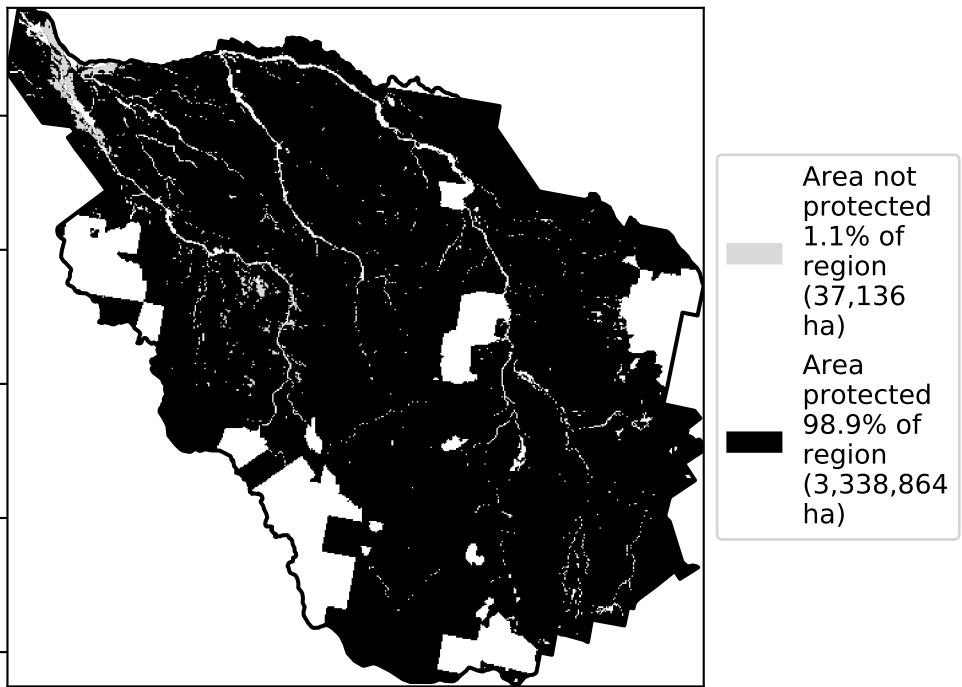 Area not
protected
1.1% of
region
(37,136
ha)
Area
protected
98.9% of
region
(3,338,864
ha)